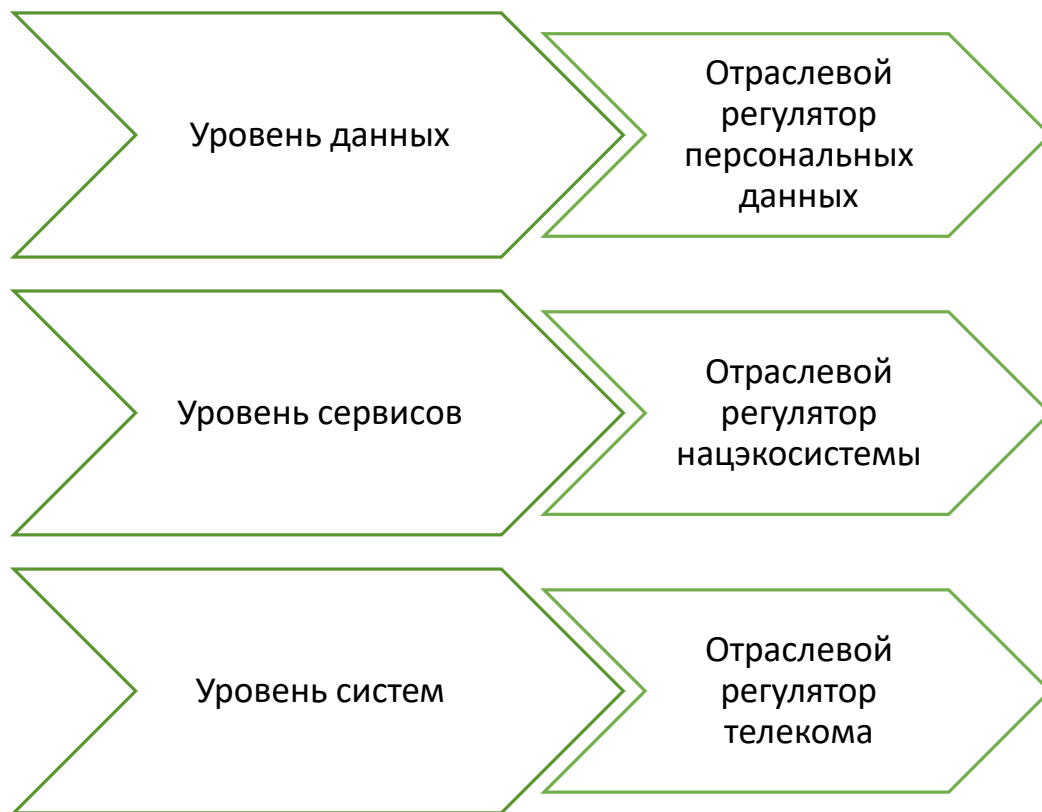 Уровень данных
Отраслевой
регулятор
персональных
данных
Уровень сервисов
Отраслевой
регулятор
нацэкосистемы
Уровень систем
Отраслевой
регулятор
телекома